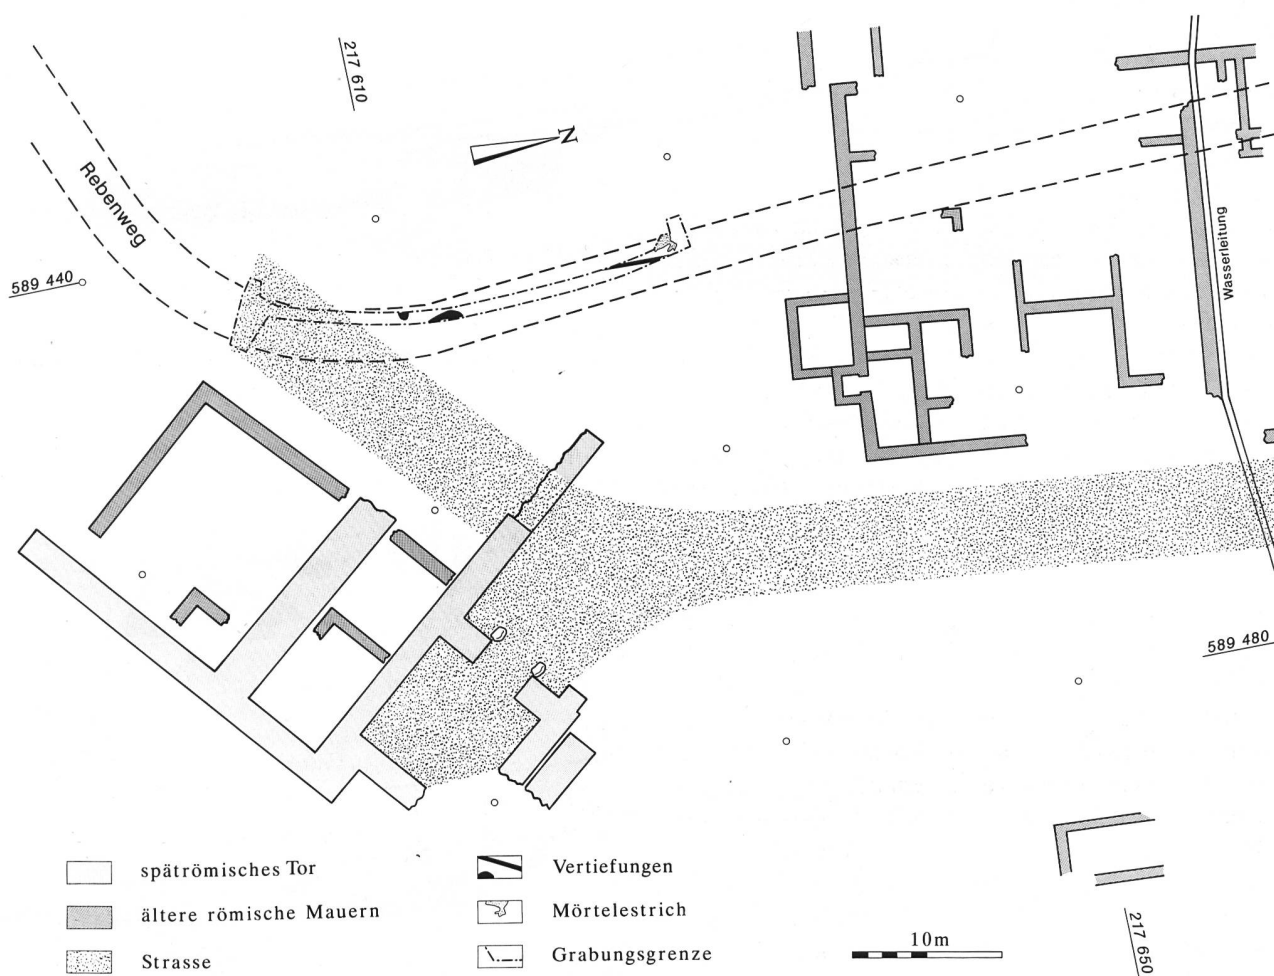 217 610
N
Rebenweg
589 440
Wasserleitung
589 480
spätrömisches Tor
ältere römische Mauern
Strasse
Vertiefungen
Mörtelestrich
Grabungsgrenze
10m
217 650